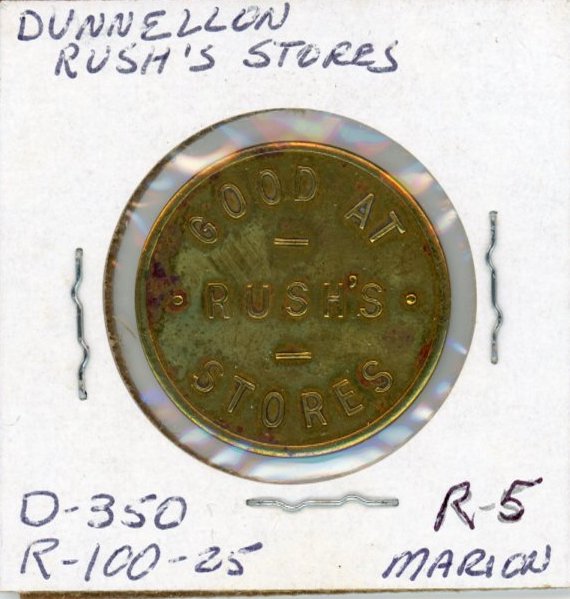 DUNNELLON
RUSH'S STORES
GOOD AT
RUSH'S
STORES
D-350
R-5
R-100-25
MARION